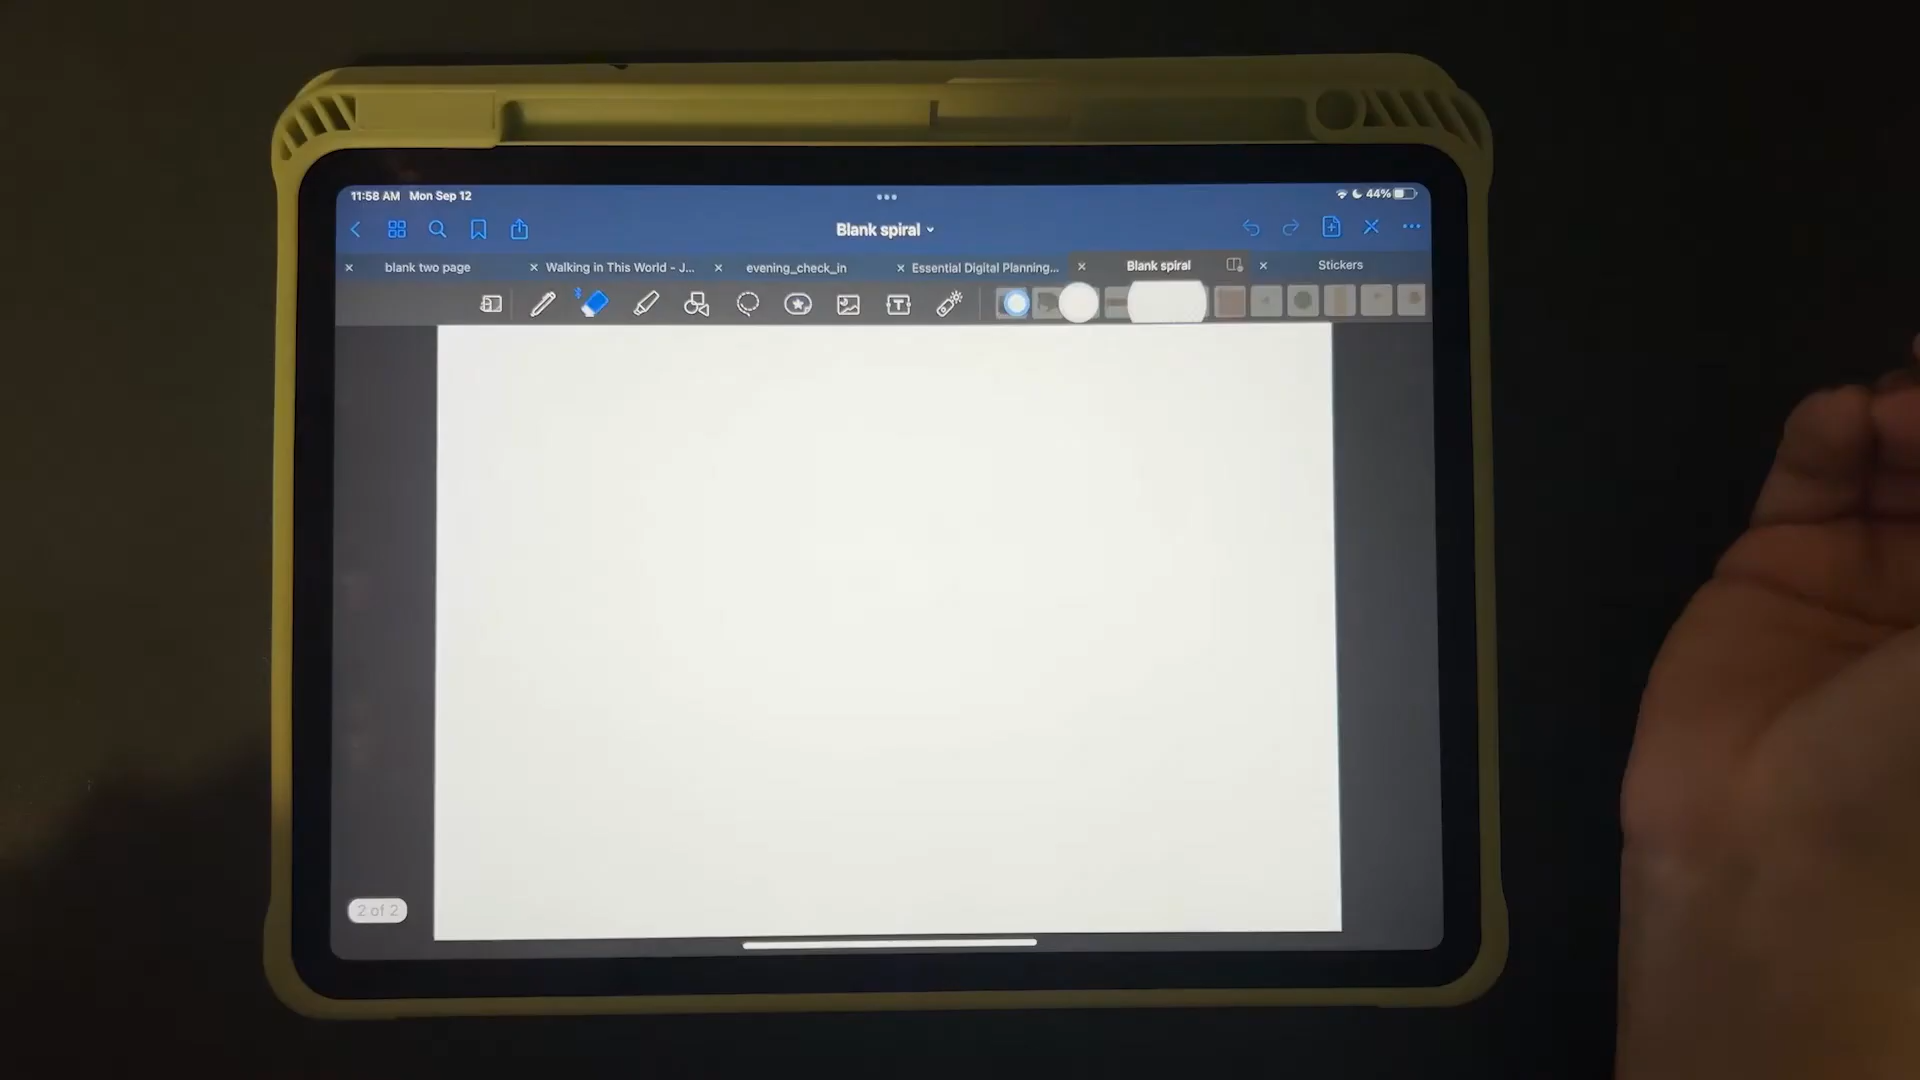 11:58 AM Mon Sep 12
44%
Blank spiral
blank two page
Walking in This World - J...
evening_check_in
Essential Digital Planning...
Blank spiral
Stickers
2 of 2